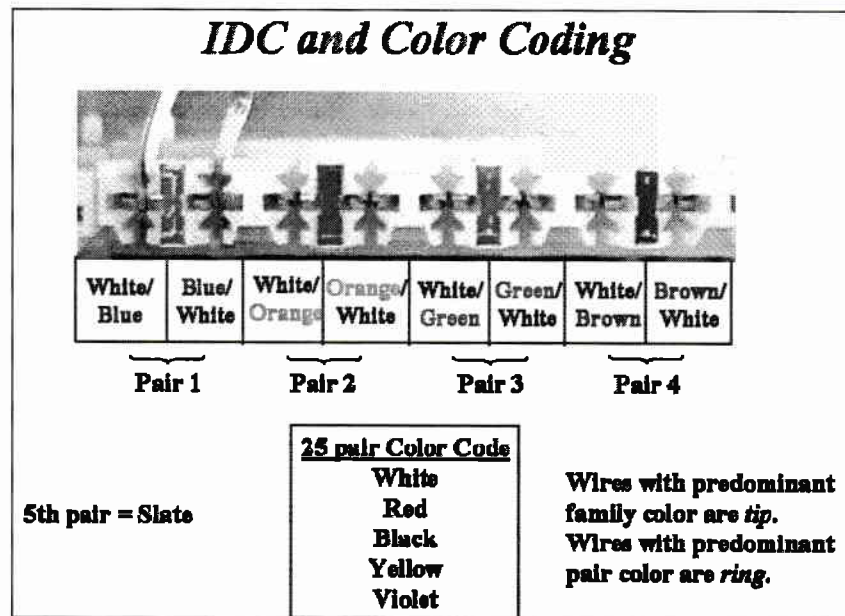 IDC and Color Coding
White/ Blue/ White/ Orange/ White/ Green/ White/ Brown/
Blue White Orange White Green White Brown White
Pair 1 Pair 2 Pair 3 Pair 4
25 pair Color Code
White
Red
Black
Yellow
Violet
5th pair = Slate
Wires with predominant
family color are tip.
Wires with predominant
pair color are ring.